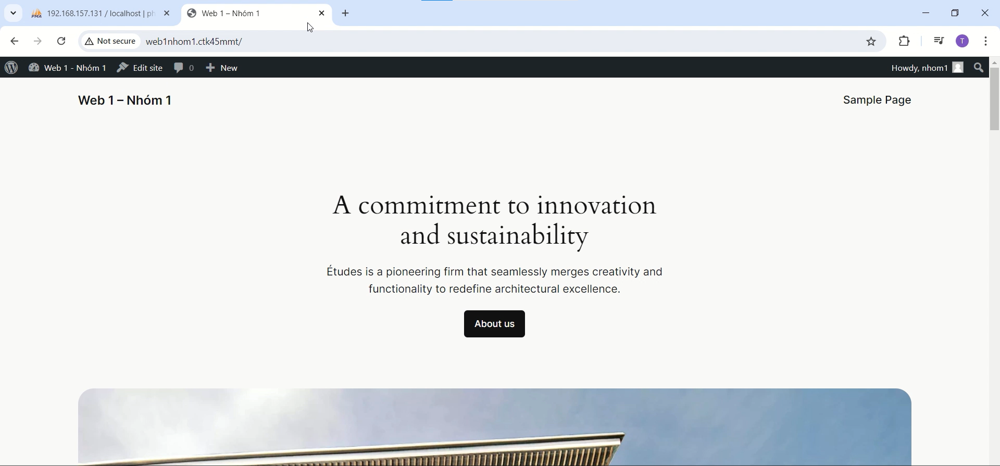 192.168.157.131 / localhost | ph
Web 1 – Nhóm 1
Not secure
web1nhom1.ctk45mmt/
T
Web 1 - Nhóm 1
Edit site
0
New
Howdy, nhom1
Web 1 – Nhóm 1
Sample Page
A commitment to innovation
and sustainability
Études is a pioneering firm that seamlessly merges creativity and
functionality to redefine architectural excellence.
About us